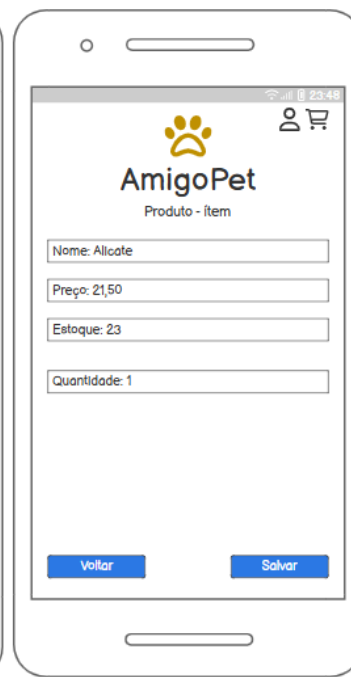 23:48
AmigoPet
Produto - ítem
Nome: Alicate
Preço: 21,50
Estoque: 23
Quantidade: 1
Voltar
Salvar